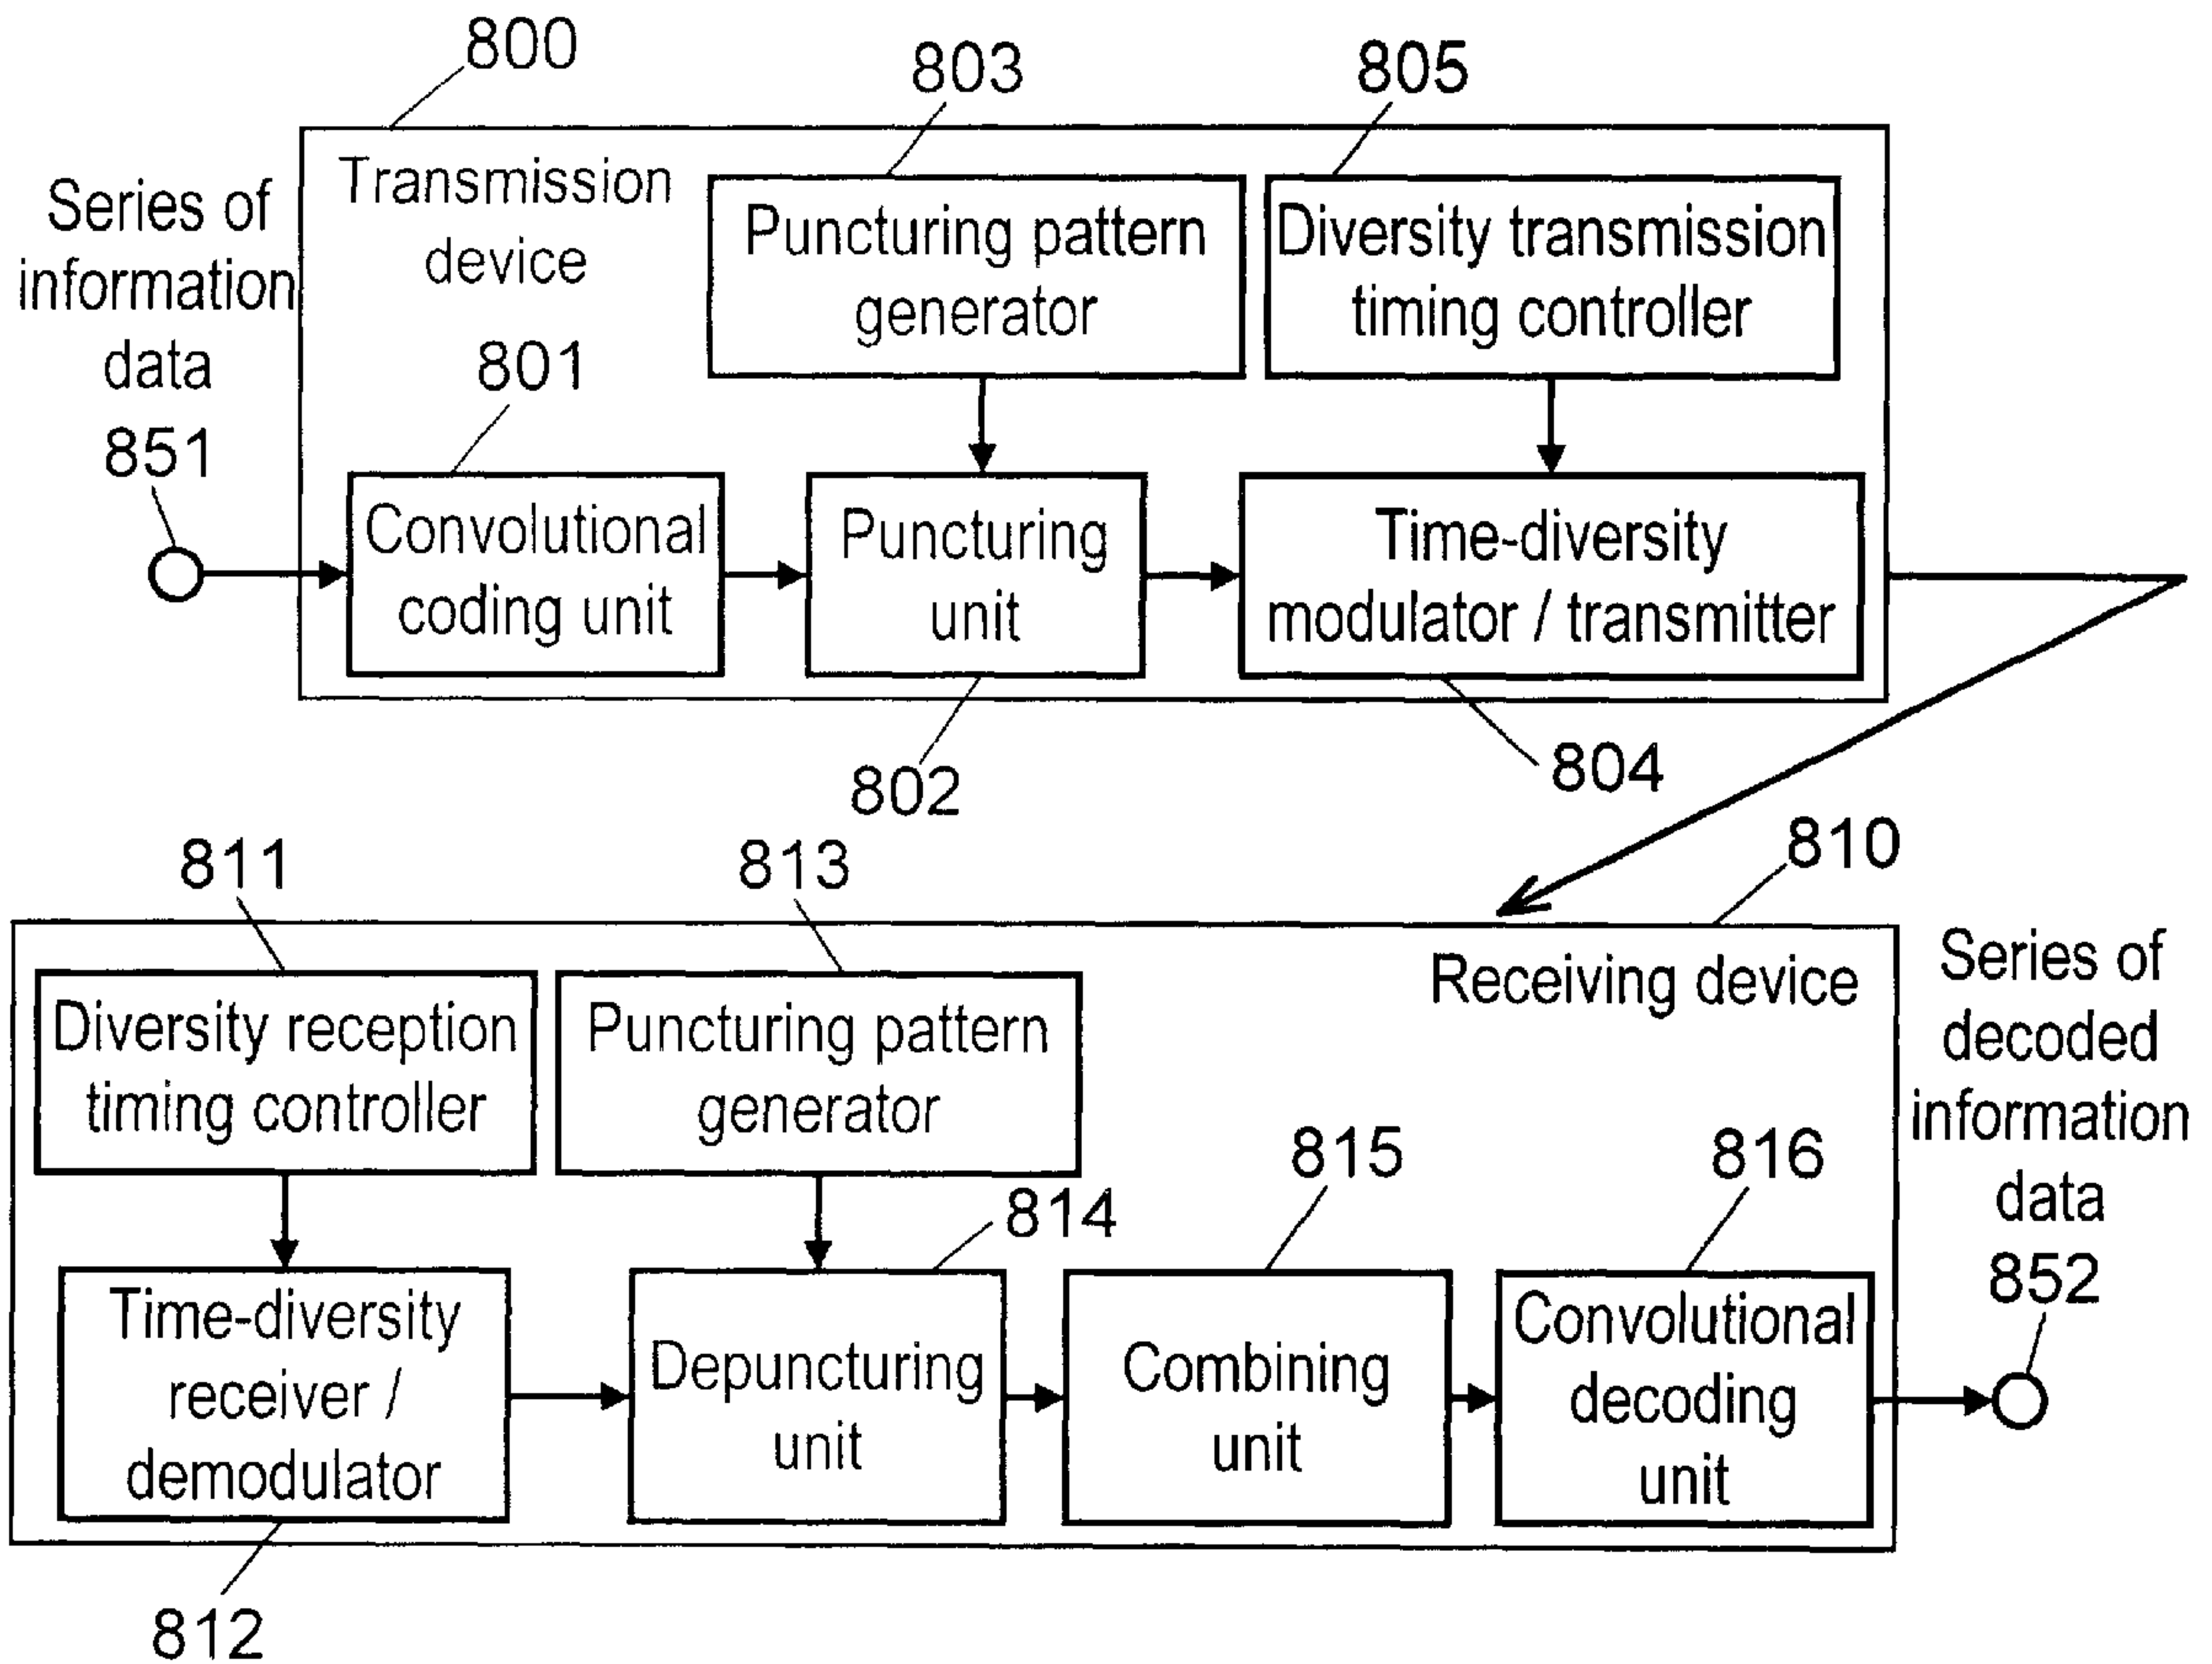 800
803
805
Series of
information
data
851
Transmission
device
801
Puncturing pattern
generator
Diversity transmission
timing controller
Convolutional
coding unit
Puncturing
unit
Time-diversity
modulator / transmitter
802
804
811
813
810
Receiving device
Diversity reception
timing controller
Puncturing pattern
generator
814
815
816
Series of
decoded
information
data
852
Time-diversity
receiver /
demodulator
Depuncturing
unit
Combining
unit
Convolutional
decoding
unit
812